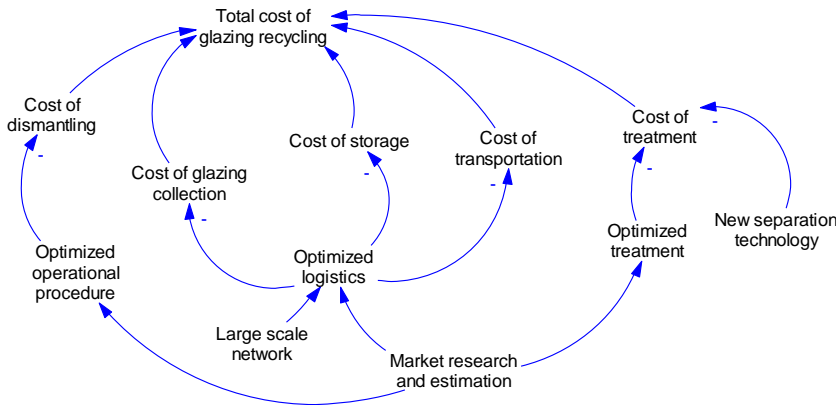 Total cost of
glazing recycling
Cost of
dismantling
-
Cost of glazing
collection
-
Cost of storage
-
Cost of
transportation
-
Cost of
treatment
-
-
Optimized
operational
procedure
Optimized
logistics
Optimized
treatment
New separation
technology
Large scale
network
Market research
and estimation